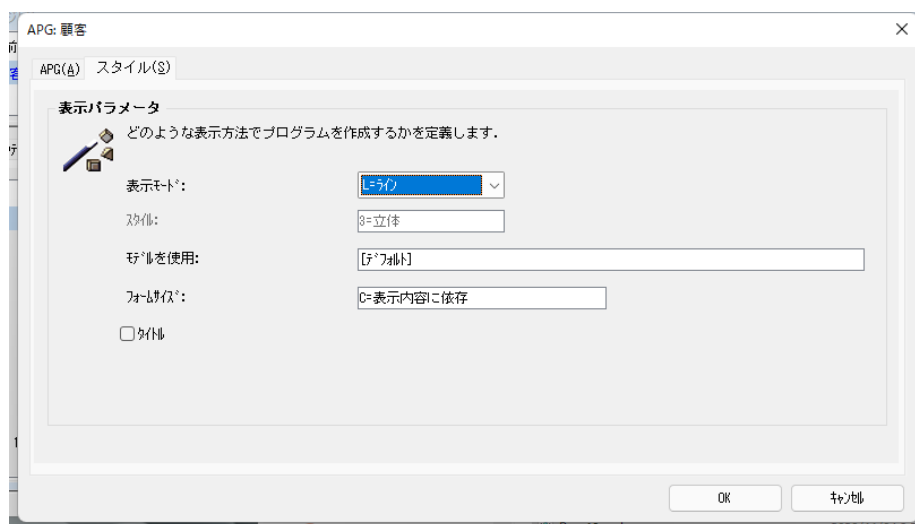 APG: 顧客
APG(A) スタイル(S)
表示パラメータ
どのような表示方法でプログラムを作成するかを定義します.
表示ﾓｰﾄﾞ: L=ﾗｲﾝ
ｽﾀｲﾙ: 3=立体
ﾓﾃﾞﾙを使用: [ﾃﾞﾌｫﾙﾄ]
ﾌｫｰﾑｻｲｽﾞ: C=表示内容に依存
ﾀｲﾄﾙ
OK ｷｬﾝｾﾙ